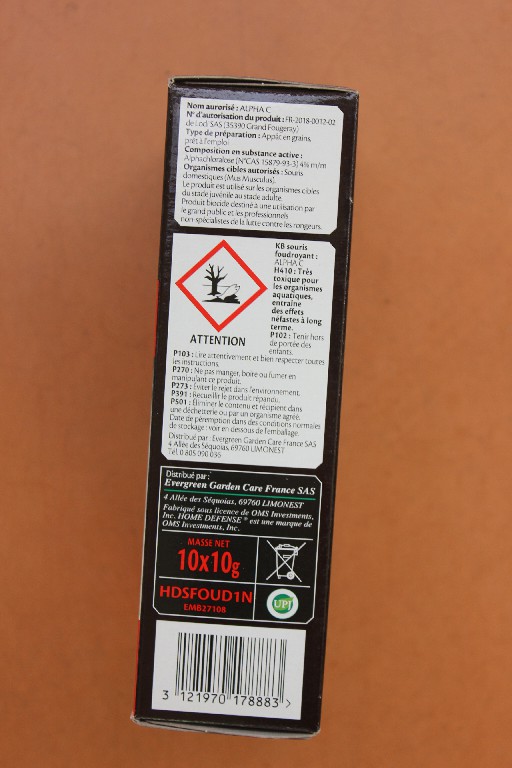 Nom aurorisé : ALPHA C
N° d'autorisation du produit : FR-2018-0012-02
de Lodi SAS (35390 Grand Fougeray)
Type de préparation : Appât en grains,
prêt à l'emploi
Composition en substance active :
Alphachloralose (N°CAS 15879-93-3) 4% m/m
Organismes cibles autorisés : Souris
domestiques (Mus Musculus).
Le produit est utilisé sur les organismes cibles
du stade juvénile au stade adulte.
Produit biocide destiné à une utilisation par
le grand public et les professionnels
non-spécialistes de la lutte contre les rongeurs.
KB souris
foudroyant :
ALPHA C
H410 : Très
toxique pour
les organismes
aquatiques,
entraîne
des effets
néfastes à long
terme.
P102 : Tenir hors
de portée des
enfants.
ATTENTION
P103 : Lire attentivement et bien respecter toutes
les instructions.
P270 : Ne pas manger, boire ou fumer en
manipulant ce produit.
P273 : Éviter le rejet dans l'environnement.
P391 : Recueillir le produit répandu.
P501 : Éliminer le contenu et récipient dans
une déchetterie ou par un organisme agréé.
Date de péremption dans des conditions normales
de stockage : voir en dessous de l'emballage.
Distribué par : Evergreen Garden Care France SAS
4 Allée des Séquoias, 69760 LIMONEST
Tél. 0 805 090 036
Distribué par :
Evergreen Garden Care France SAS
4 Allée des Séquoias, 69760 LIMONEST
Fabriqué sous licence de OMS Investments,
Inc. HOME DEFENSE ® est une marque de
OMS Investments, Inc.
MASSE NET
10x10g
HDSFOUD1N
EMB27108
UPJ
3 121970 178883 >